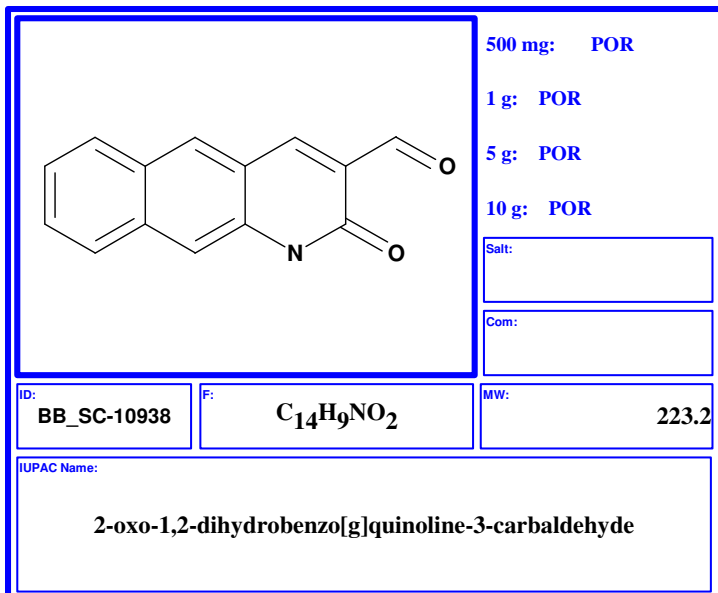 500 mg: POR
1 g: POR
5 g: POR
10 g: POR
O
N
O
Salt:
Com:
ID:
BB_SC-10938
F:
C14H9NO2
MW:
223.2
IUPAC Name:
2-oxo-1,2-dihydrobenzo[g]quinoline-3-carbaldehyde